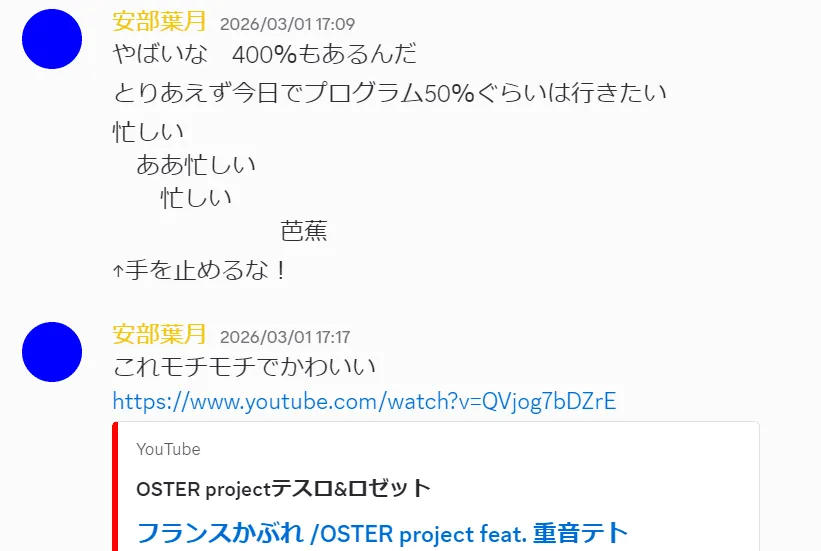 安部葉月 2026/03/01 17:09
やばいな　400%もあるんだ
とりあえず今日でプログラム50%ぐらいは行きたい
忙しい
　ああ忙しい
　　忙しい
　　　　　　　芭蕉
↑手を止めるな！
安部葉月 2026/03/01 17:17
これモチモチでかわいい
https://www.youtube.com/watch?v=QVjog7bDZrE
YouTube
OSTER projectテスロ&ロゼット
フランスかぶれ /OSTER project feat. 重音テト